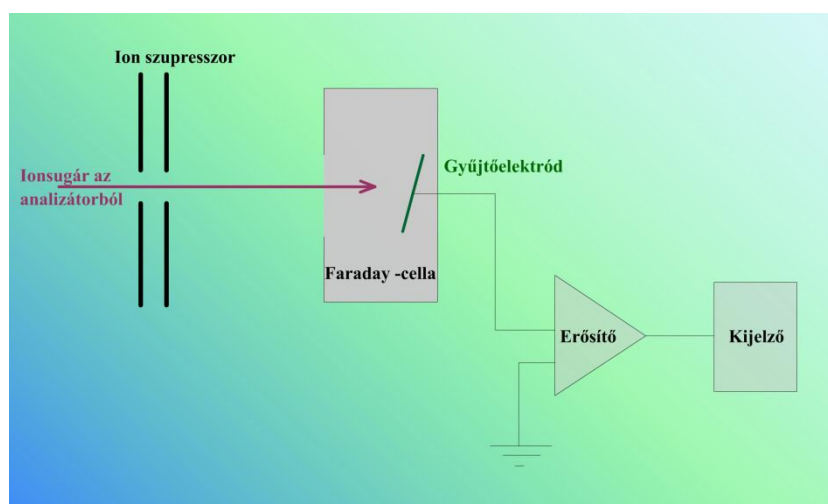 Ion szupresszor
Ionsugár az
analizátorból
Gyűjtőelektród
Faraday -cella
Erősítő
Kijelző